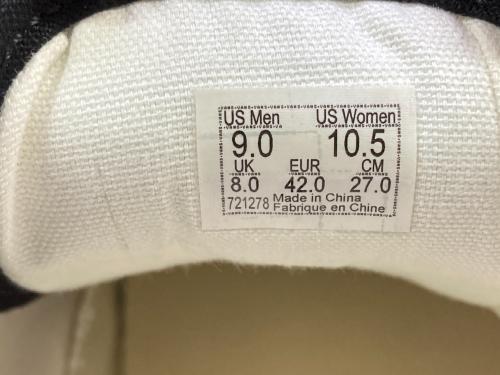 US Men US Women
9.0 10.5
UK EUR CM
8.0 42.0 27.0
721278 Made in China
Fabrique en Chine